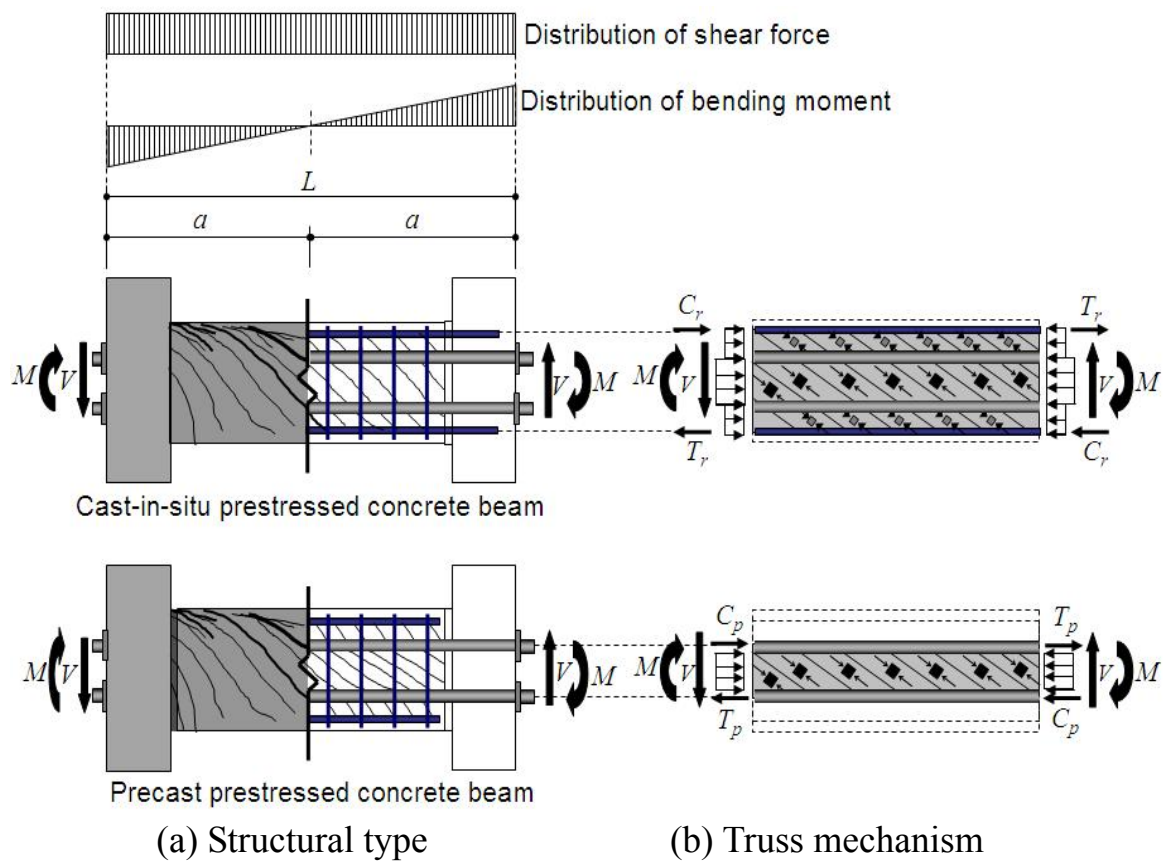 Distribution of shear force
Distribution of bending moment
L
a a
C_r T_r
M V V M M V V M
T_r C_r
Cast-in-situ prestressed concrete beam
C_p T_p
M V V M M V V M
T_p C_p
Precast prestressed concrete beam
(a) Structural type (b) Truss mechanism